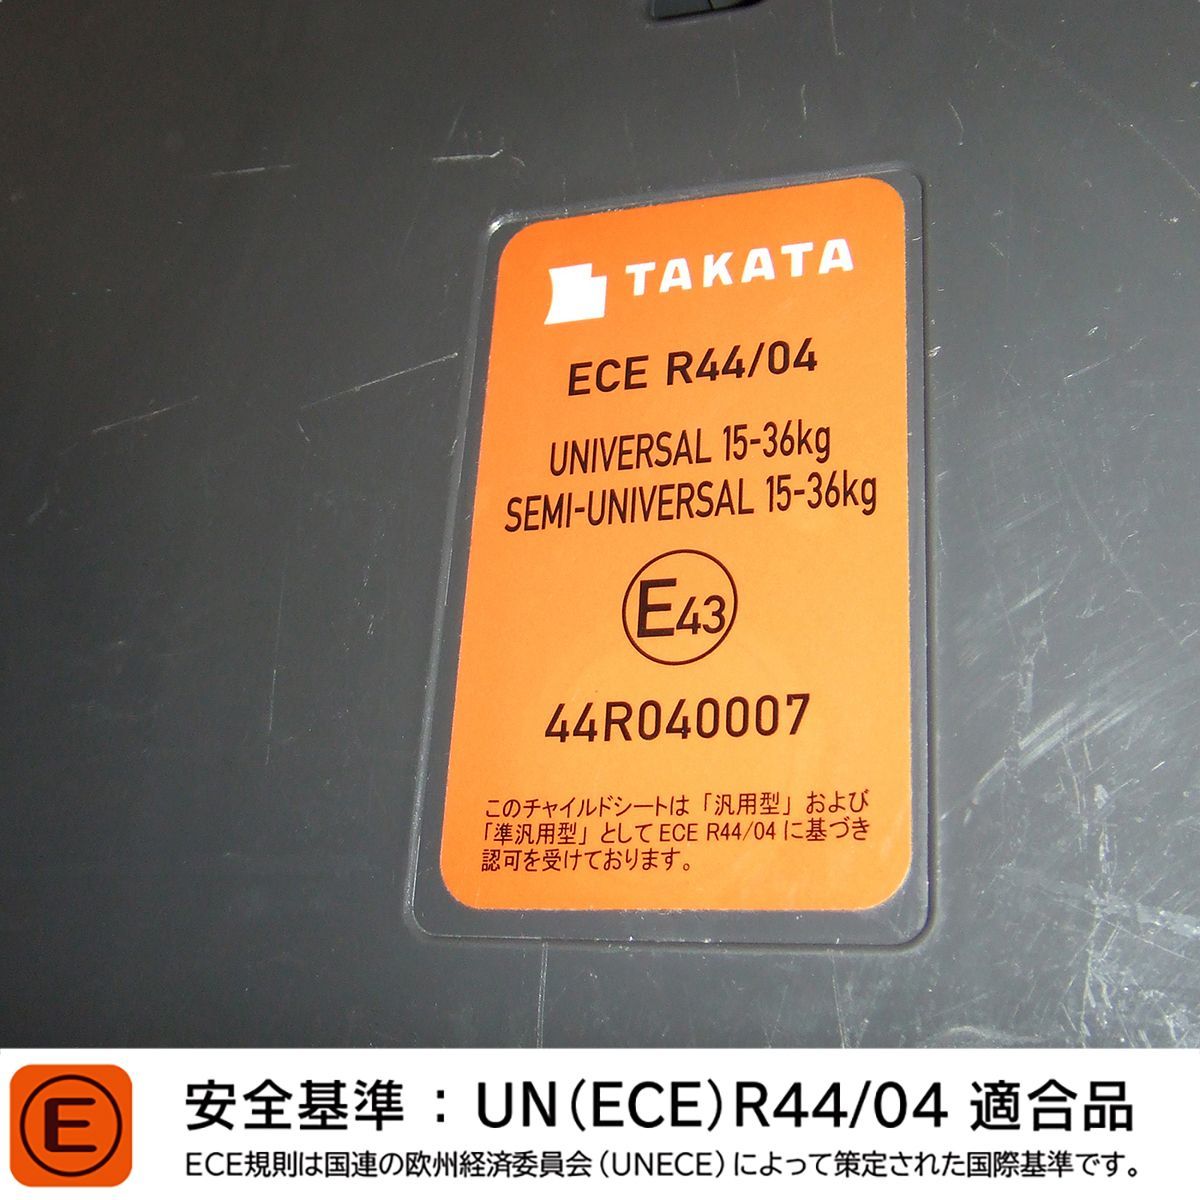 TAKATA
ECE R44/04
UNIVERSAL 15-36kg
SEMI-UNIVERSAL 15-36kg
E43
44R040007
このチャイルドシートは「汎用型」および
「準汎用型」としてECE R44/04に基づき
認可を受けております。
E
安全基準：UN(ECE)R44/04 適合品
ECE規則は国連の欧州経済委員会(UNECE)によって策定された国際基準です。